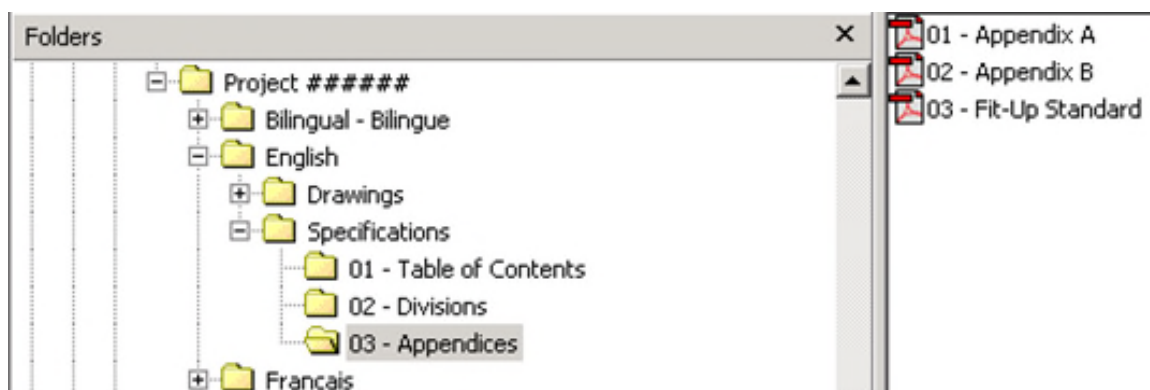 Folders
Project ######
Bilingual - Bilingue
English
Drawings
Specifications
01 - Table of Contents
02 - Divisions
03 - Appendices
Français
01 - Appendix A
02 - Appendix B
03 - Fit-Up Standard